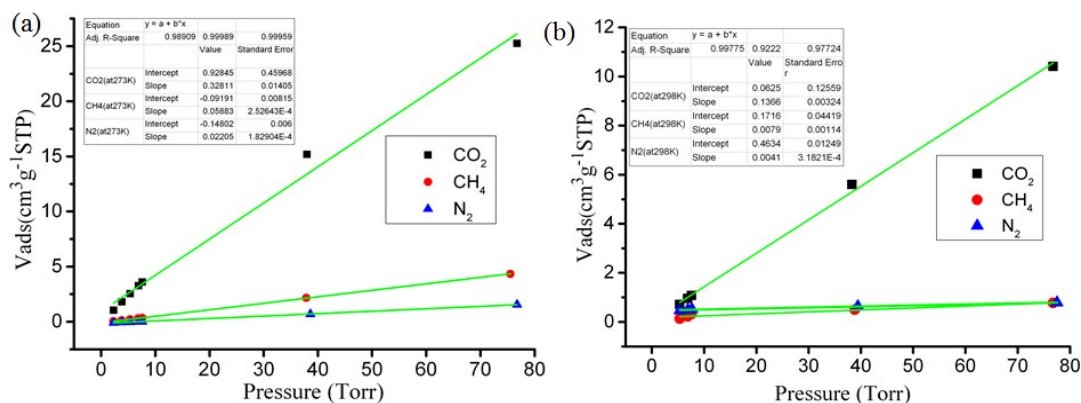 (a)
Equation y = a + b*x
Adj. R-Square 0.98909 0.99989 0.99959
Value Standard Error
CO2(at273K) Intercept 0.92845 0.45968
Slope 0.32811 0.01405
CH4(at273K) Intercept -0.09191 0.00815
Slope 0.05883 2.52643E-4
N2(at273K) Intercept -0.14802 0.006
Slope 0.02205 1.82904E-4
CO₂
CH₄
N₂
25
20
15
10
5
0
Vads(cm³g⁻¹STP)
0 10 20 30 40 50 60 70 80
Pressure (Torr)
(b)
Equation y = a + b*x
Adj. R-Square 0.99775 0.9222 0.97724
Value Standard Erro
r
CO2(at298K) Intercept 0.0625 0.12559
Slope 0.1366 0.00324
CH4(at298K) Intercept 0.1716 0.04419
Slope 0.0079 0.00114
N2(at298K) Intercept 0.4634 0.01249
Slope 0.0041 3.1821E-4
CO₂
CH₄
N₂
12
10
8
6
4
2
0
Vads(cm³g⁻¹STP)
0 10 20 30 40 50 60 70 80
Pressure (Torr)